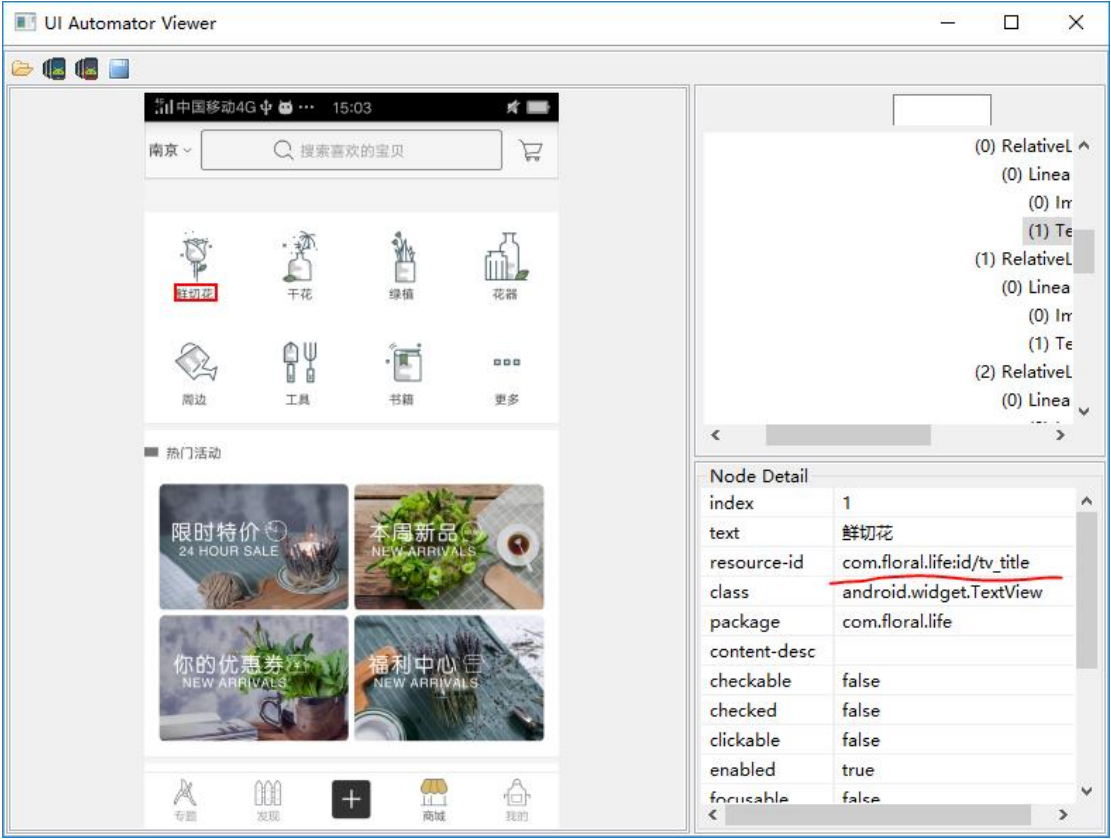 UI Automator Viewer
中国移动4G ··· 15:03
南京 搜索喜欢的宝贝
鲜切花 干花 绿植 花器
周边 工具 书籍 更多
热门活动
限时特价
24 HOUR SALE
本周新品
NEW ARRIVALS
你的优惠券
NEW ARRIVALS
福利中心
NEW ARRIVALS
专题 发现 商城 我的
(0) RelativeL
(0) Linea
(0) Im
(1) Te
(1) RelativeL
(0) Linea
(0) Im
(1) Te
(2) RelativeL
(0) Linea
Node Detail
index 1
text 鲜切花
resource-id com.floral.life:id/tv_title
class android.widget.TextView
package com.floral.life
content-desc
checkable false
checked false
clickable false
enabled true
focusable false